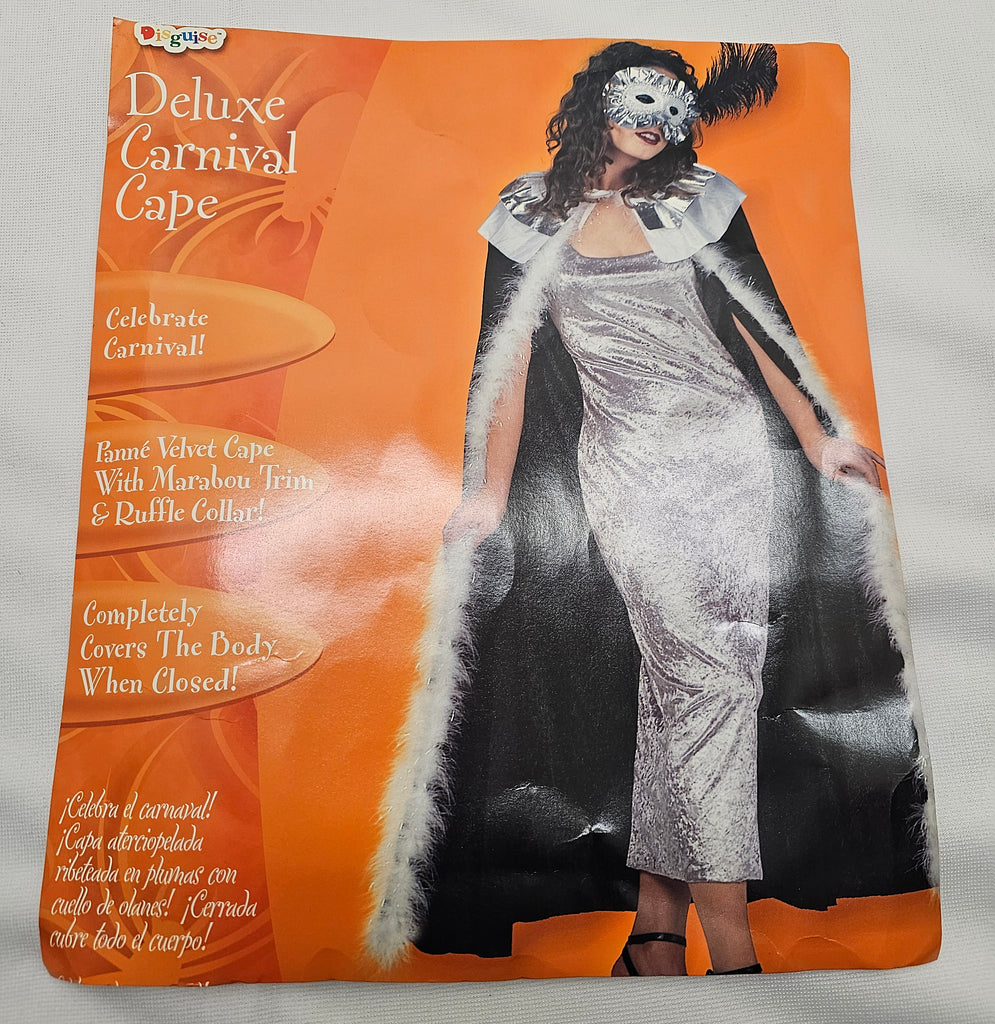 Disguise™
Deluxe
Carnival
Cape
Celebrate
Carnival!
Panné Velvet Cape
With Marabou Trim
& Ruffle Collar!
Completely
Covers The Body
When Closed!
¡Celebra el carnaval!
¡Capa aterciopelada
ribeteada en plumas con
cuello de olanes! ¡Cerrada
cubre todo el cuerpo!